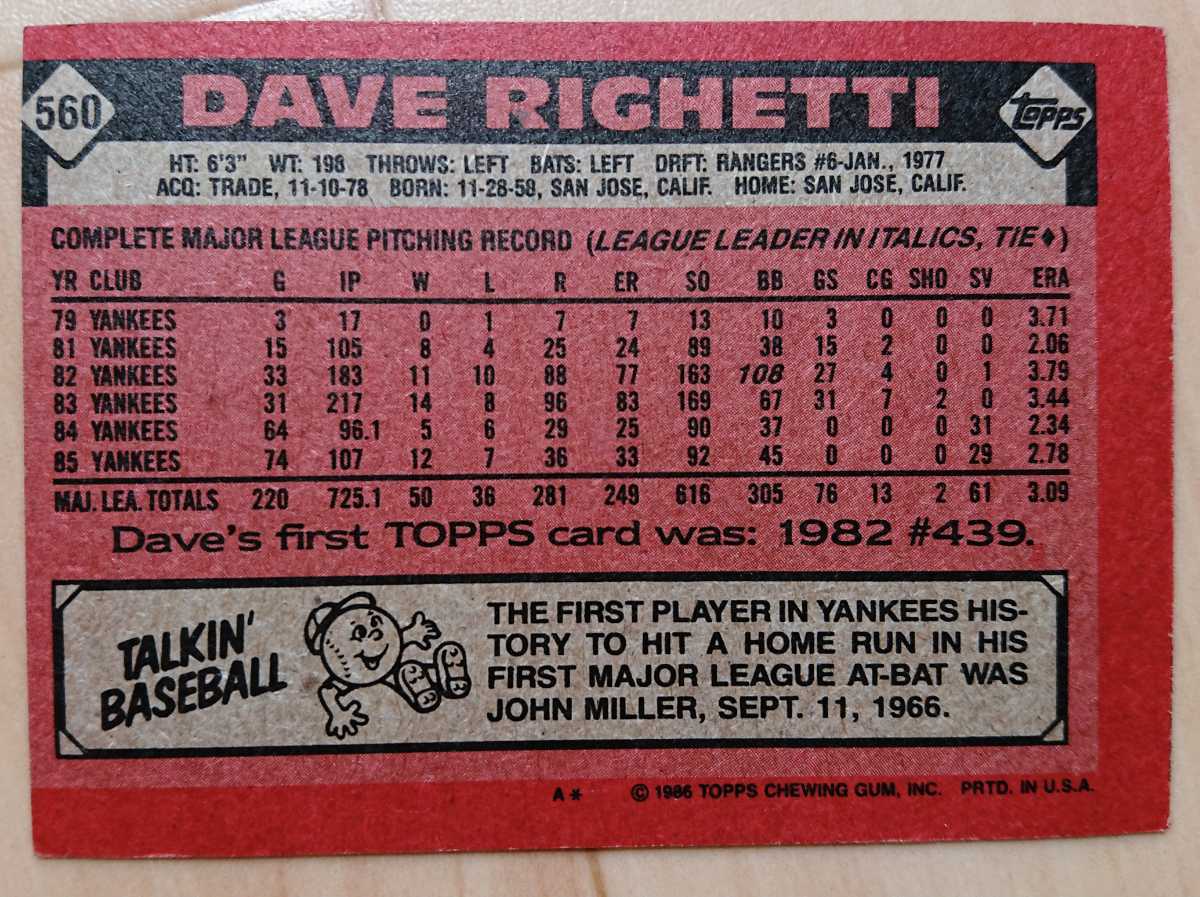 560
DAVE RIGHETTI
Topps
HT: 6'3" WT: 198 THROWS: LEFT BATS: LEFT DRFT: RANGERS #6-JAN., 1977
ACQ: TRADE, 11-10-78 BORN: 11-28-58, SAN JOSE, CALIF. HOME: SAN JOSE, CALIF.
COMPLETE MAJOR LEAGUE PITCHING RECORD (LEAGUE LEADER IN ITALICS, TIE♦)
YR CLUB G IP W L R ER SO BB GS CG SHO SV ERA
79 YANKEES 3 17 0 1 7 7 13 10 3 0 0 0 3.71
81 YANKEES 15 105 8 4 25 24 89 38 15 2 0 0 2.06
82 YANKEES 33 183 11 10 88 77 163 108 27 4 0 1 3.79
83 YANKEES 31 217 14 8 96 83 169 67 31 7 2 0 3.44
84 YANKEES 64 96.1 5 6 29 25 90 37 0 0 0 31 2.34
85 YANKEES 74 107 12 7 36 33 92 45 0 0 0 29 2.78
MAJ. LEA. TOTALS 220 725.1 50 36 281 249 616 305 76 13 2 61 3.09
Dave's first TOPPS card was: 1982 #439.
TALKIN'
BASEBALL
THE FIRST PLAYER IN YANKEES HIS-
TORY TO HIT A HOME RUN IN HIS
FIRST MAJOR LEAGUE AT-BAT WAS
JOHN MILLER, SEPT. 11, 1966.
A* © 1986 TOPPS CHEWING GUM, INC. PRTD. IN U.S.A.